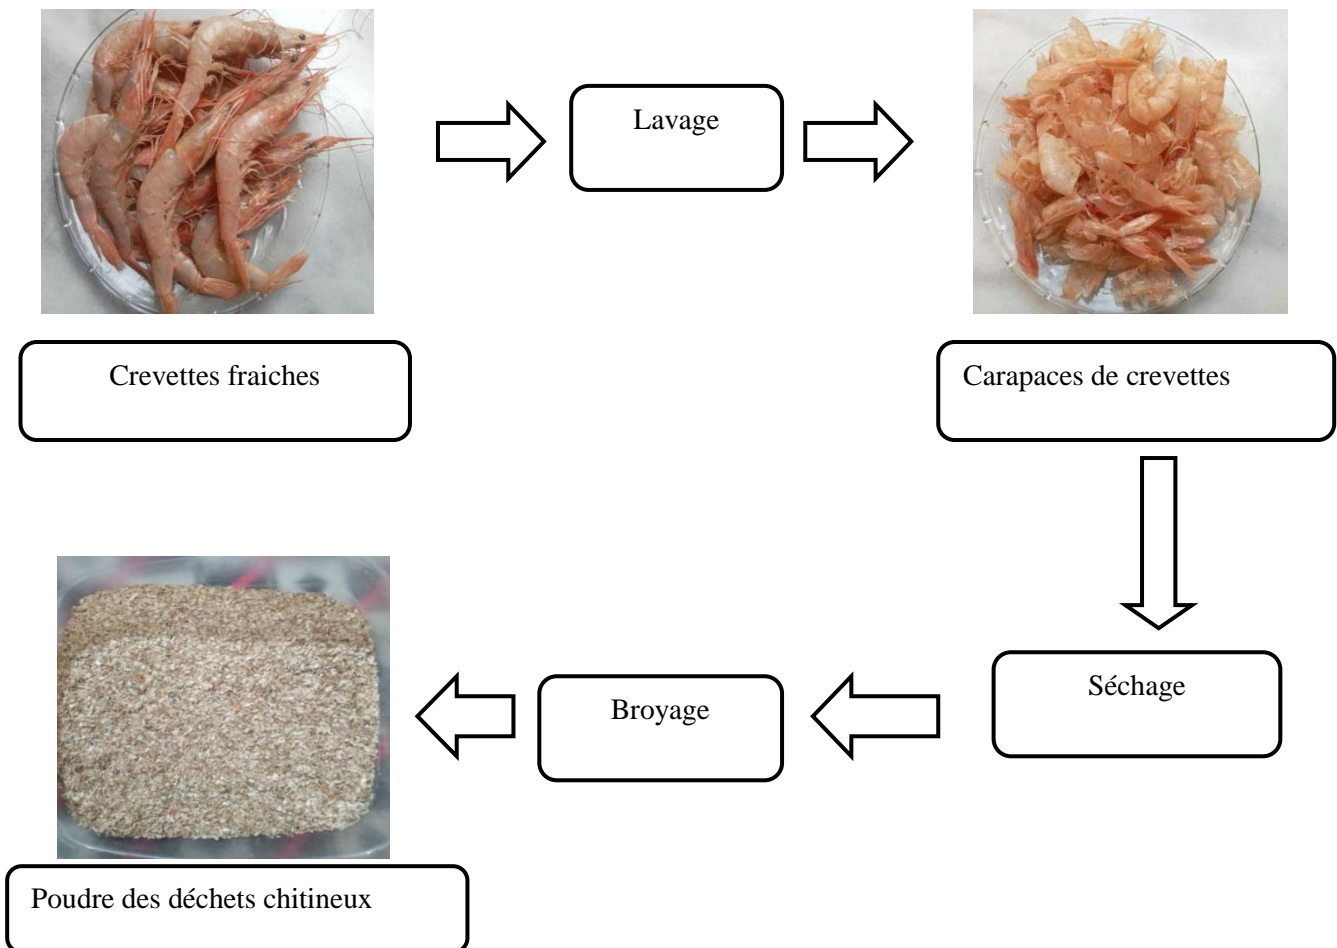 Lavage
Crevettes fraiches
Carapaces de crevettes
Séchage
Broyage
Poudre des déchets chitineux